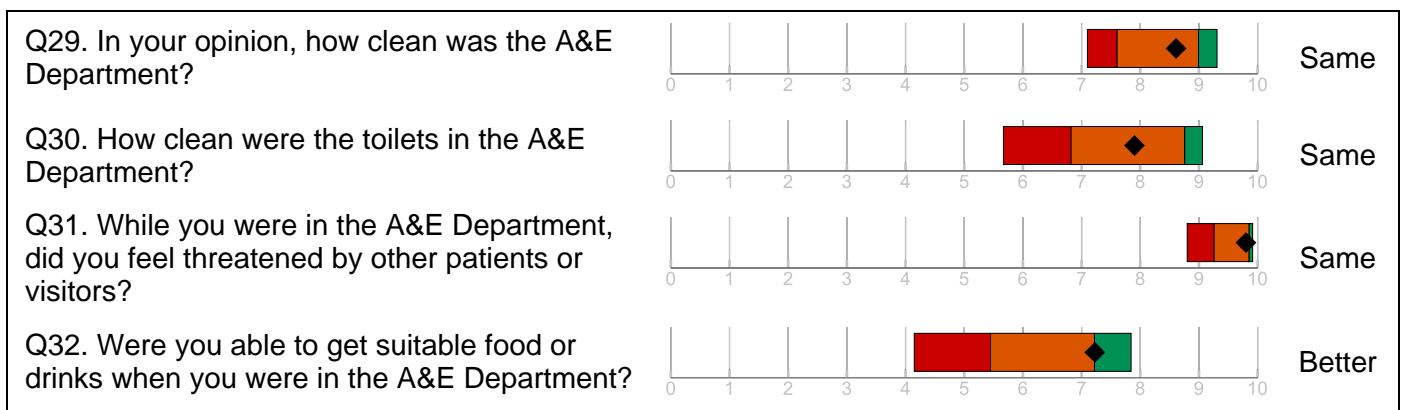 Q29. In your opinion, how clean was the A&E
Department?
Same
0 1 2 3 4 5 6 7 8 9 10
Q30. How clean were the toilets in the A&E
Department?
Same
0 1 2 3 4 5 6 7 8 9 10
Q31. While you were in the A&E Department,
did you feel threatened by other patients or
visitors?
Same
0 1 2 3 4 5 6 7 8 9 10
Q32. Were you able to get suitable food or
drinks when you were in the A&E Department?
Better
0 1 2 3 4 5 6 7 8 9 10